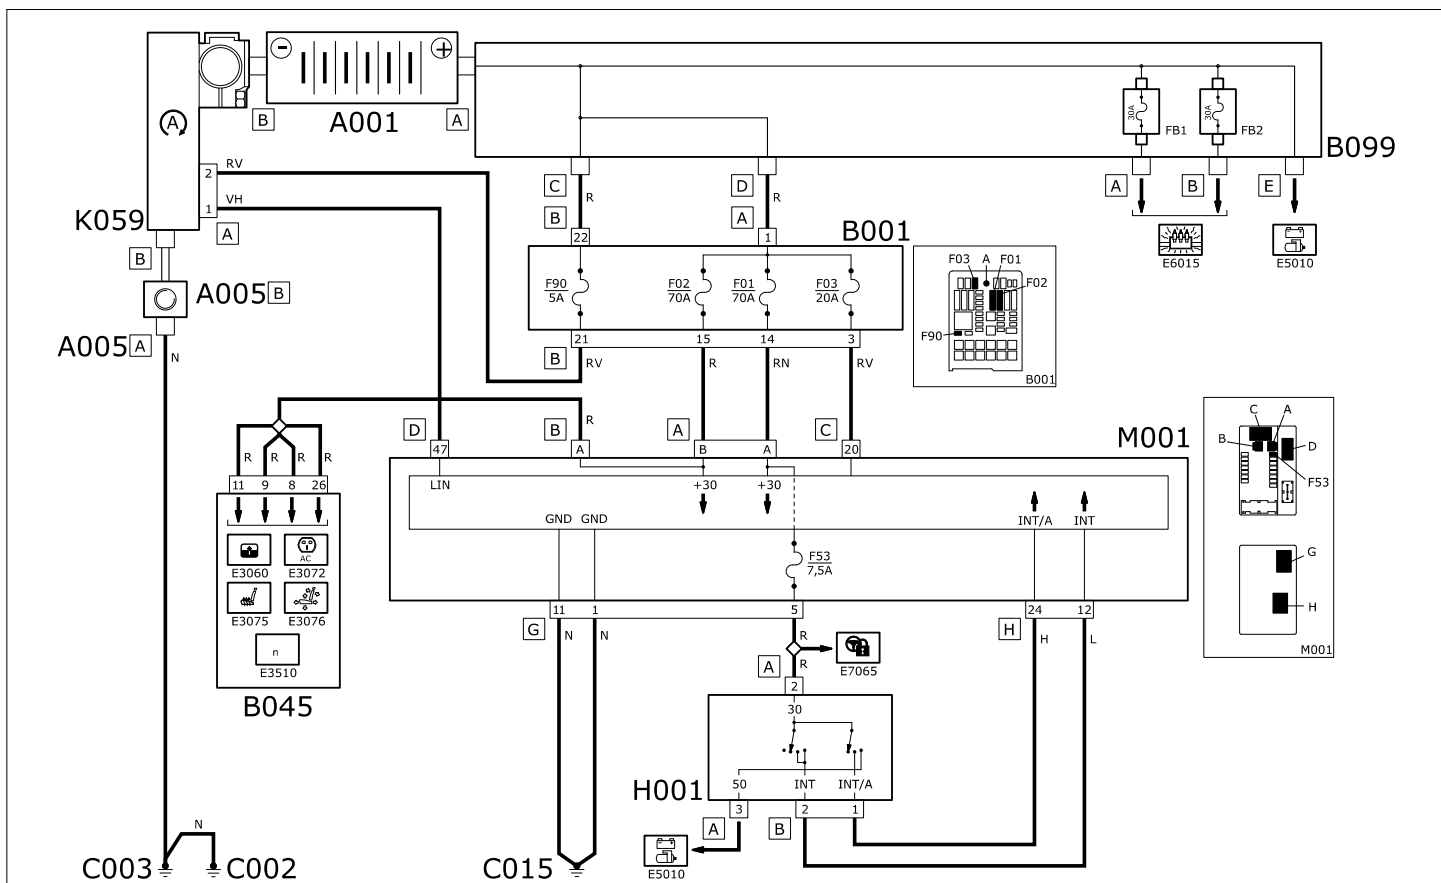 A001
B
A
A
30A
FB1
30A
FB2
B099
2
RV
1
VH
A
K059
B
A005
B
A005
A
N
C
R
B
22
D
R
A
1
B001
A
B
E
E6015
E5010
F90
5A
F02
70A
F01
70A
F03
20A
21
15
14
3
B
RV
R
RN
RV
F03
A
F01
F02
F90
B001
D
47
B
R
A
A
B
A
C
20
M001
LIN
+30
+30
GND
GND
INT/A
INT
F53
7,5A
11
1
5
24
12
G
N
N
R
H
H
L
R
R
R
R
11
9
8
26
AC
E3060
E3072
E3075
E3076
n
E3510
B045
C
A
B
D
F53
G
H
M001
E7065
A
R
2
30
50
INT
INT/A
H001
3
2
1
A
B
E5010
N
C003
C002
C015